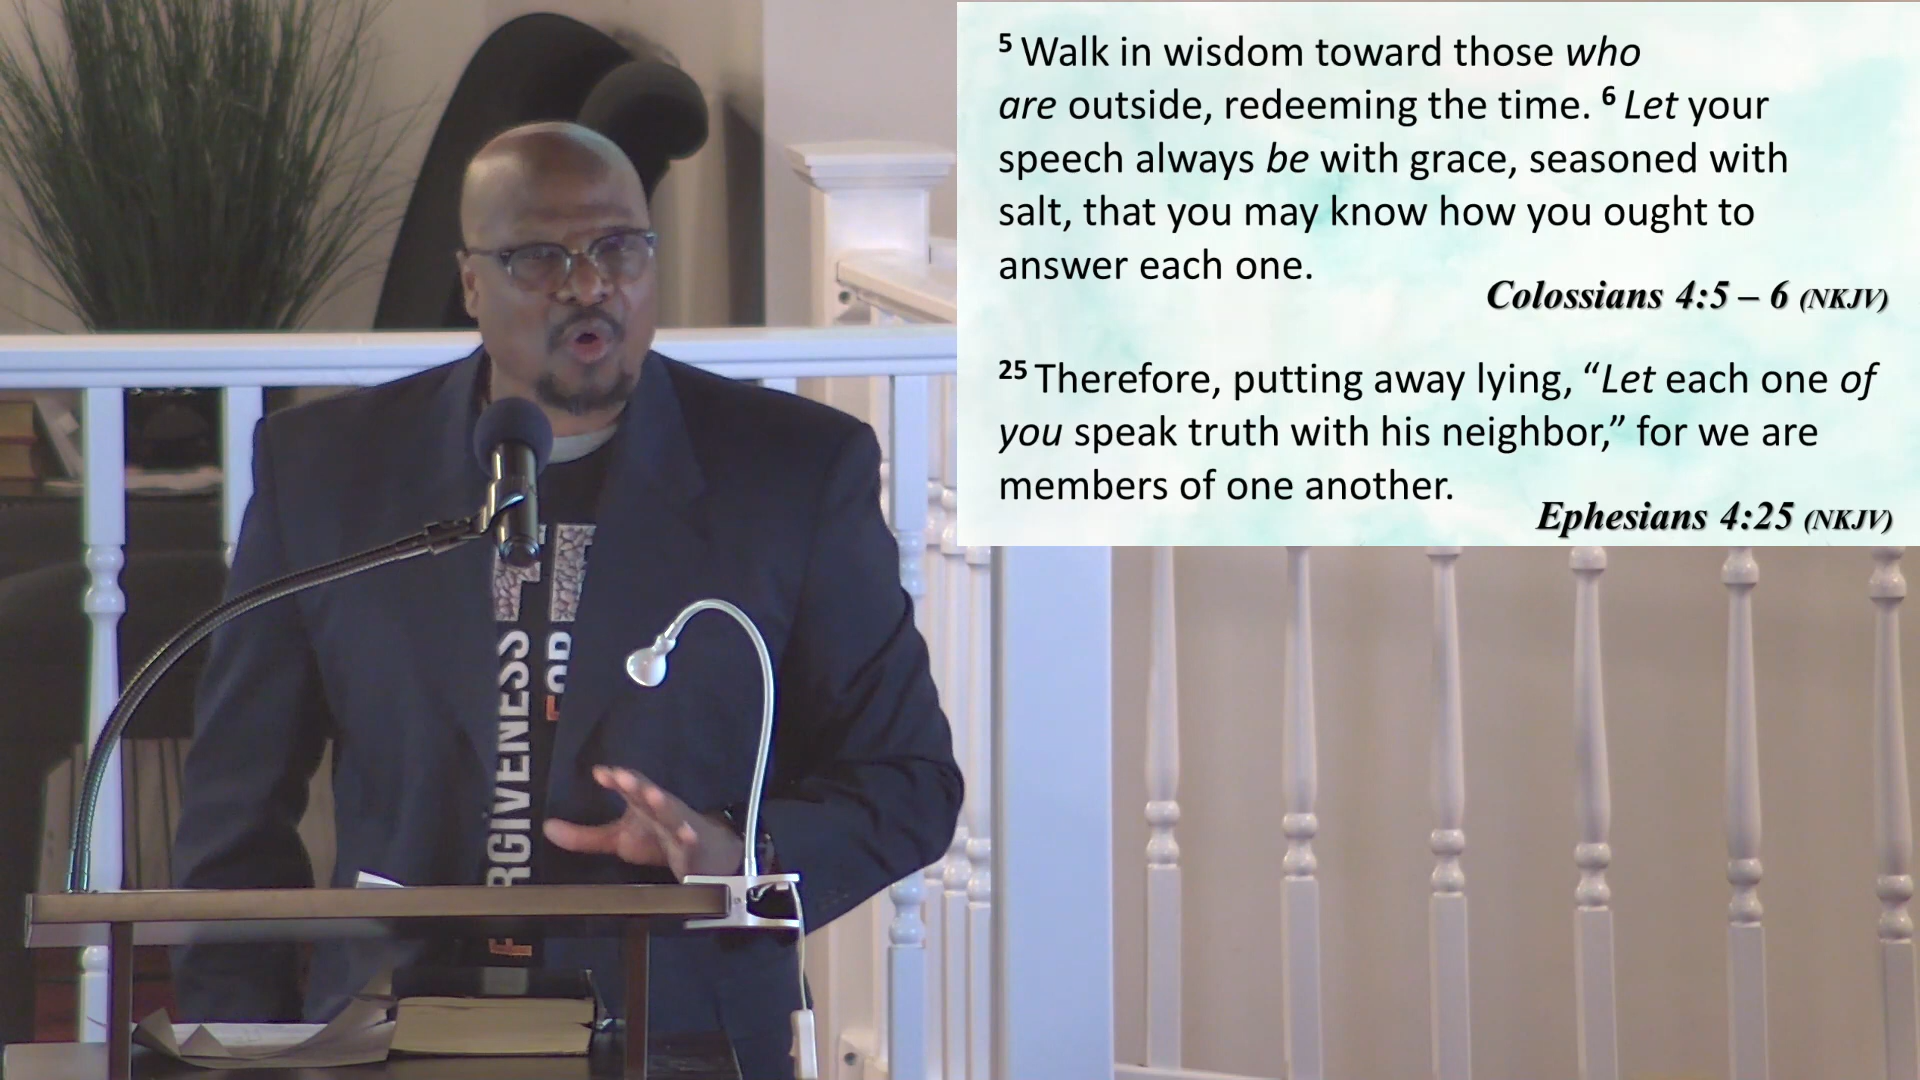 5 Walk in wisdom toward those who
are outside, redeeming the time. 6 Let your
speech always be with grace, seasoned with
salt, that you may know how you ought to
answer each one.
Colossians 4:5 – 6 (NKJV)
25 Therefore, putting away lying, “Let each one of
you speak truth with his neighbor,” for we are
members of one another.
Ephesians 4:25 (NKJV)